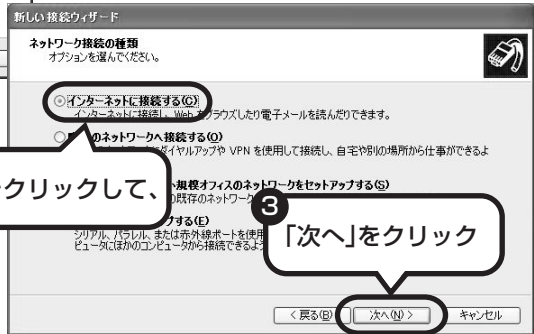 新しい接続ウィザード
ネットワーク接続の種類
オプションを選んでください。
インターネットに接続する(C)
インターネットに接続し、Web をブラウズしたり電子メールを読んだりできます。
のネットワークへ接続する(O)
ダイヤルアップや VPN を使用して接続し、自宅や別の場所から仕事ができるよ
クリックして、
規模オフィスのネットワークをセットアップする(S)
の既存のネットワーク
❸
「次へ」をクリック
プする(E)
シリアル、パラレル、または赤外線ポートを使用
ピュータにほかのコンピュータから接続できるよう
< 戻る(B)
次へ(N) >
キャンセル